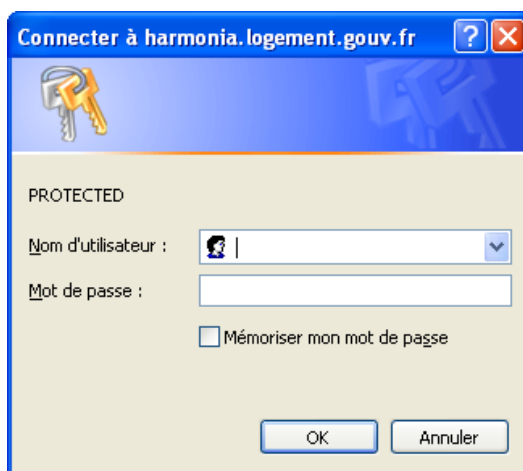 Connecter à harmonia.logement.gouv.fr
PROTECTED
Nom d'utilisateur :
Mot de passe :
Mémoriser mon mot de passe
OK Annuler